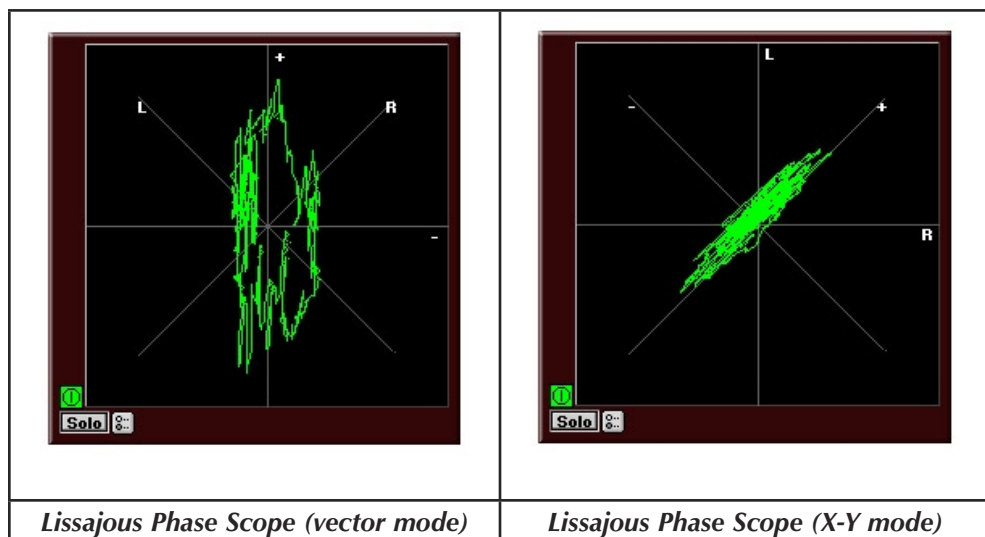 +
L
R
-
Solo
L
-
+
R
Solo
Lissajous Phase Scope (vector mode)
Lissajous Phase Scope (X-Y mode)